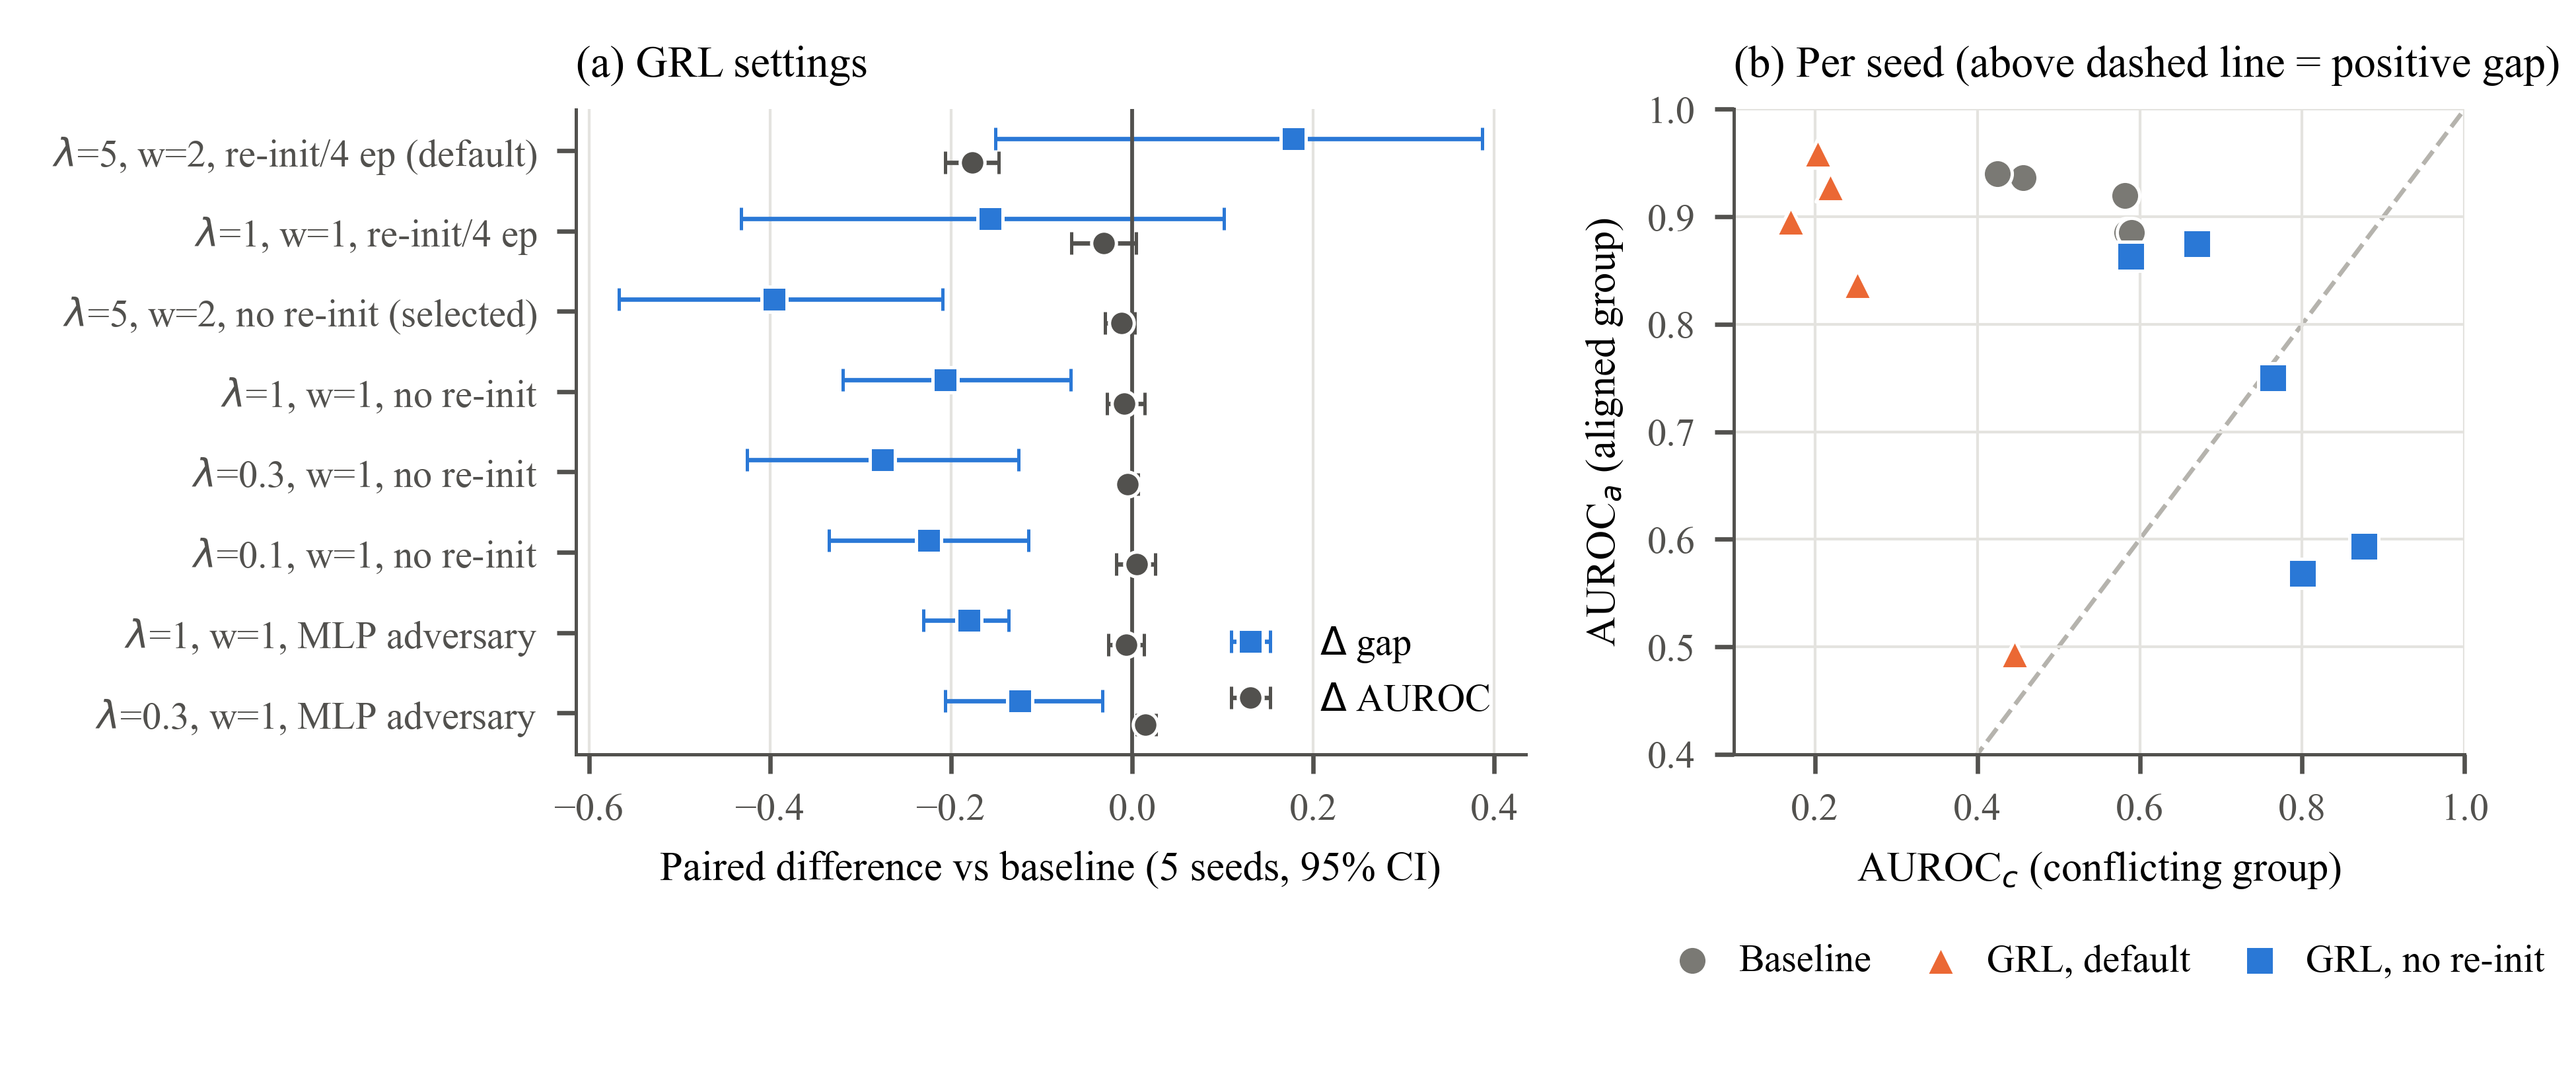 (a) GRL settings
λ=5, w=2, re-init/4 ep (default)
λ=1, w=1, re-init/4 ep
λ=5, w=2, no re-init (selected)
λ=1, w=1, no re-init
λ=0.3, w=1, no re-init
λ=0.1, w=1, no re-init
λ=1, w=1, MLP adversary
λ=0.3, w=1, MLP adversary
Δ gap
Δ AUROC
−0.6 −0.4 −0.2 0.0 0.2 0.4
Paired difference vs baseline (5 seeds, 95% CI)
(b) Per seed (above dashed line = positive gap)
AUROCₐ (aligned group)
1.0
0.9
0.8
0.7
0.6
0.5
0.4
0.2 0.4 0.6 0.8 1.0
AUROC_c (conflicting group)
Baseline GRL, default GRL, no re-init